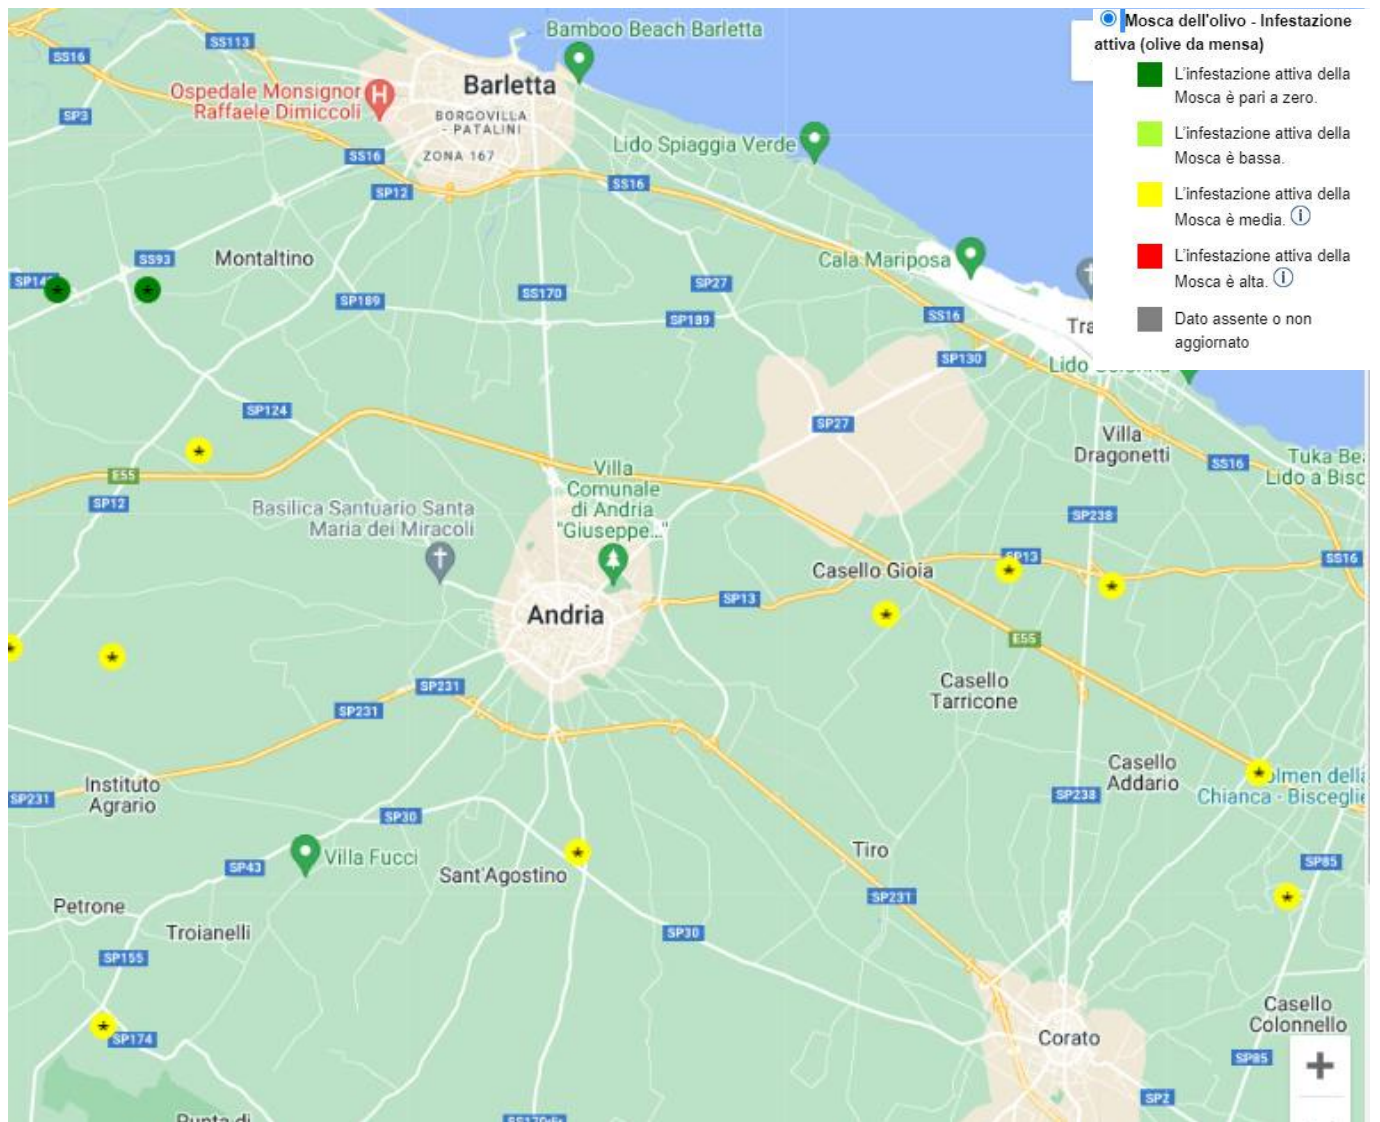 Mosca dell'olivo - Infestazione
attiva (olive da mensa)
L'infestazione attiva della
Mosca è pari a zero.
L'infestazione attiva della
Mosca è bassa.
L'infestazione attiva della
Mosca è media.
L'infestazione attiva della
Mosca è alta.
Dato assente o non
aggiornato
Bamboo Beach Barletta
SS113
SS16
Ospedale Monsignor
Raffaele Dimiccoli
H
Barletta
BORGOVILLA
- PATALINI
ZONA 167
SP3
Lido Spiaggia Verde
SS16
SP12
SS16
SS93
Montaltino
Cala Mariposa
SP189
SS170
SP27
SP189
SS16
SP130
Lido
SP124
SP27
Villa
Dragonetti
SS16
Tuka
Lido a
E55
SP12
Villa
Comunale
di Andria
"Giuseppe..."
Basilica Santuario Santa
Maria dei Miracoli
SP238
SP13
SS16
Casello Gioia
Andria
SP13
E55
Casello
Tarricone
SP231
SP231
Casello
Addario
Chianca - Bisceglie
Instituto
Agrario
SP231
SP238
SP30
Villa Fucci
SP43
Sant'Agostino
Tiro
SP85
SP231
Petrone
Troianelli
SP30
SP155
Casello
Colonnello
SP174
Corato
SP85
+
SP2